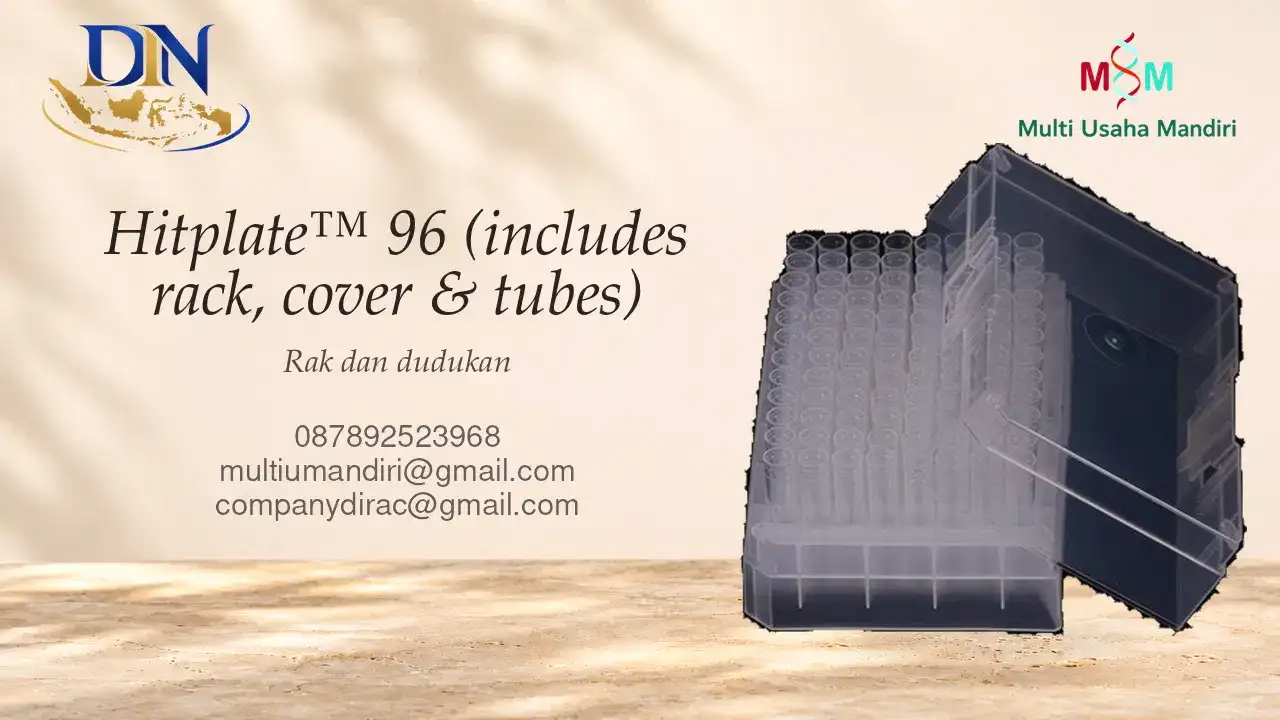 DIN
MSM
Multi Usaha Mandiri
Hitplate™ 96 (includes
rack, cover & tubes)
Rak dan dudukan
087892523968
multiumandiri@gmail.com
companydirac@gmail.com